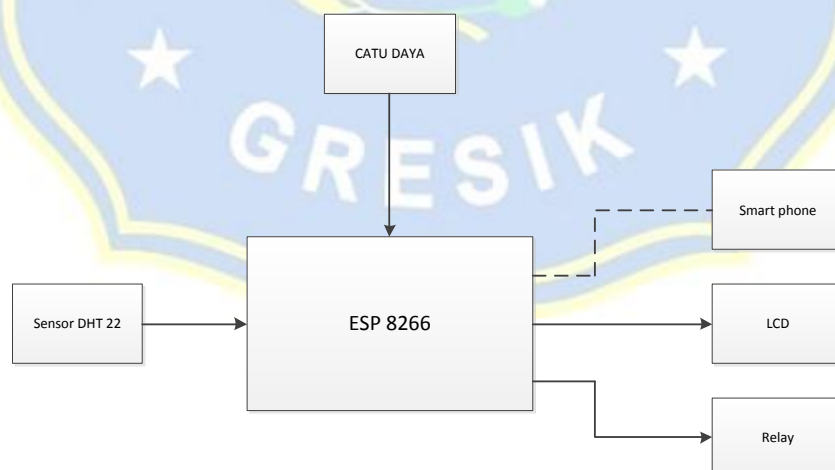 CATU DAYA
GRESIK
Smart phone
Sensor DHT 22
ESP 8266
LCD
Relay